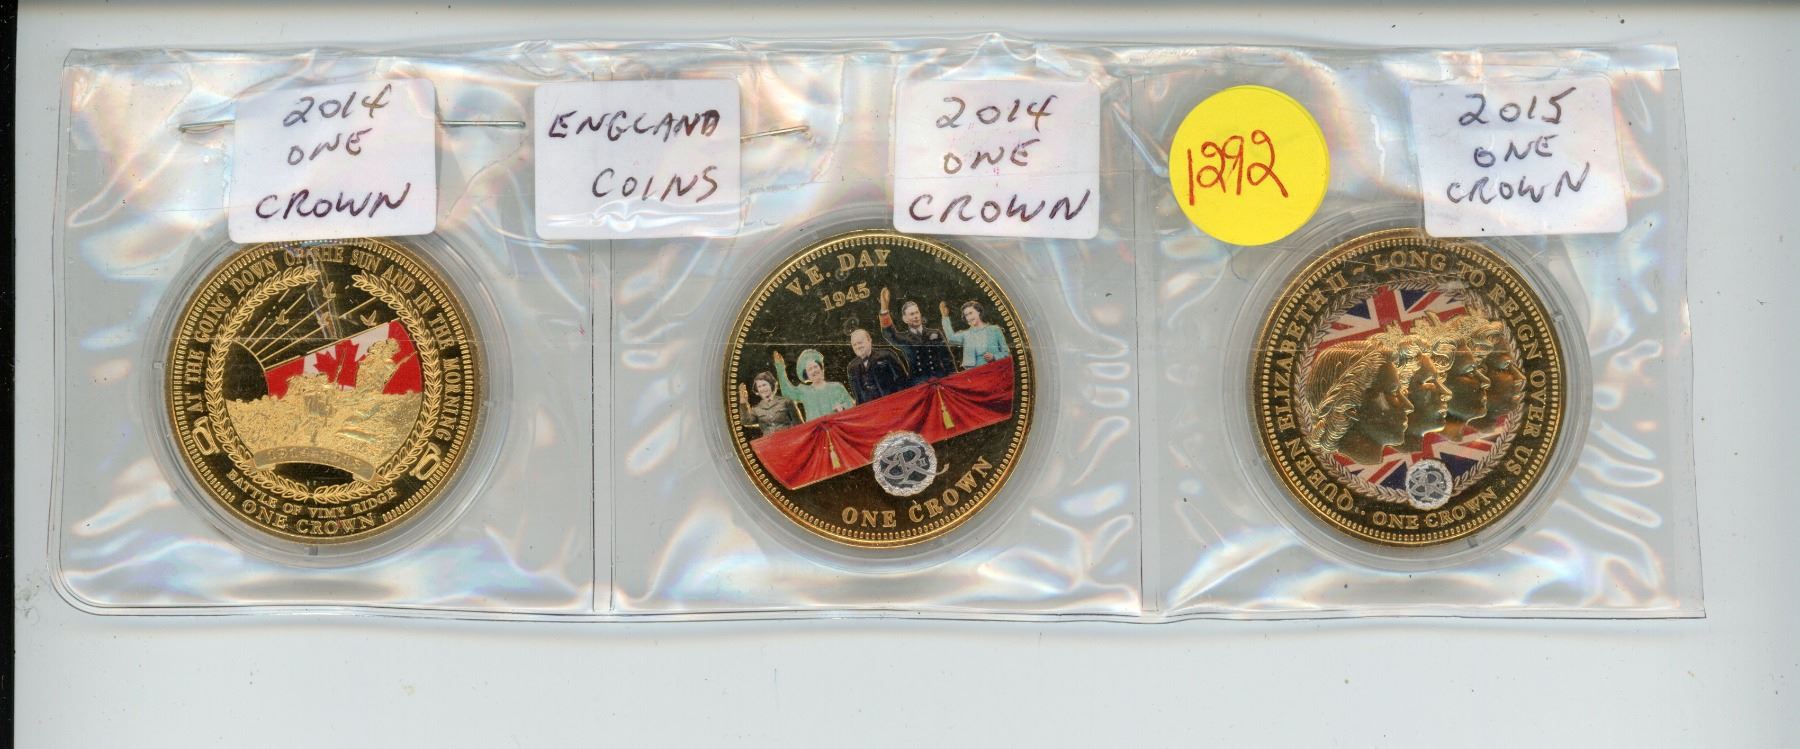 2014
ONE
CROWN
ENGLAND
COINS
2014
ONE
CROWN
1292
2015
ONE
CROWN
AT THE GOING DOWN OF THE SUN AND IN THE MORNING
BATTLE OF VIMY RIDGE
ONE CROWN
V.E. DAY
1945
ONE CROWN
QUEEN ELIZABETH II ~ LONG TO REIGN OVER US
ONE CROWN